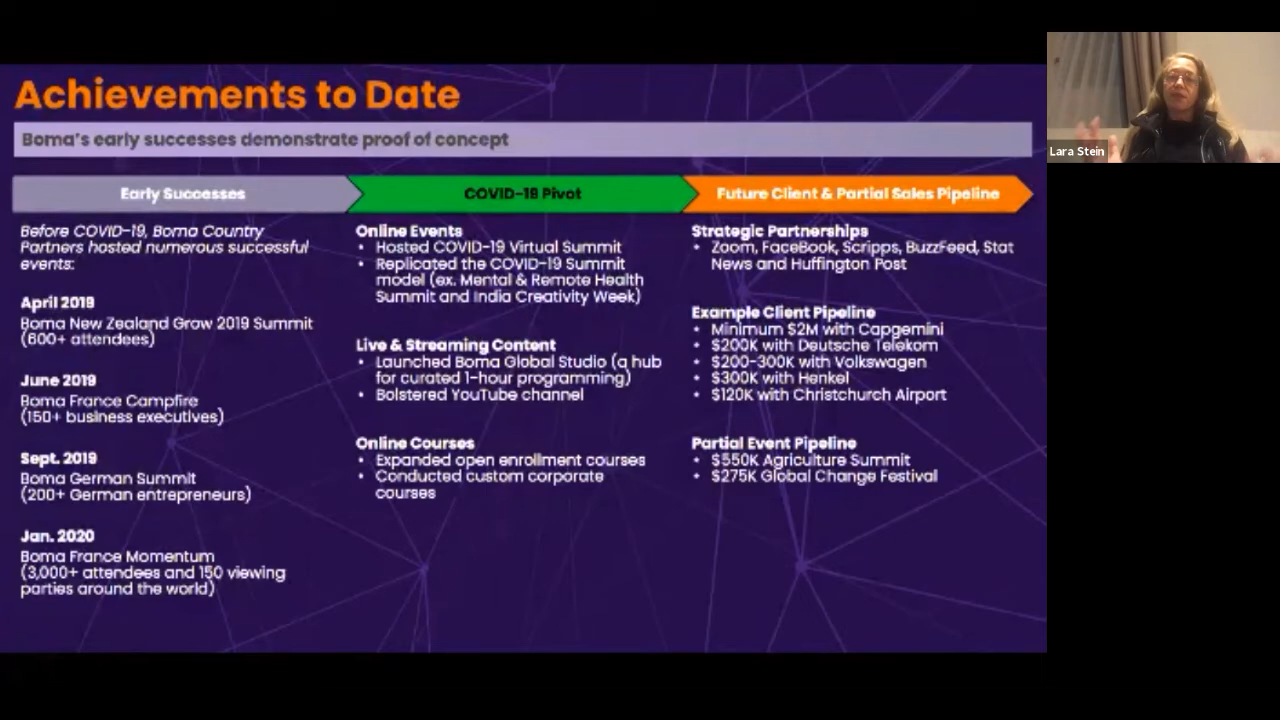 Achievements to Date
Boma's early successes demonstrate proof of concept
Early Successes
Before COVID-19, Boma Country
Partners hosted numerous successful
events:
April 2019
Boma New Zealand Grow 2019 Summit
(600+ attendees)
June 2019
Boma France Campfire
(150+ business executives)
Sept. 2019
Boma German Summit
(200+ German entrepreneurs)
Jan. 2020
Boma France Momentum
(3,000+ attendees and 150 viewing
parties around the world)
COVID-19 Pivot
Online Events
• Hosted COVID-19 Virtual Summit
• Replicated the COVID-19 Summit
model (ex. Mental & Remote Health
Summit and India Creativity Week)
Live & Streaming Content
• Launched Boma Global Studio (a hub
for curated 1-hour programming)
• Bolstered YouTube channel
Online Courses
• Expanded open enrollment courses
• Conducted custom corporate
courses
Future Client & Partial Sales Pipeline
Strategic Partnerships
• Zoom, FaceBook, Scripps, BuzzFeed, Stat
News and Huffington Post
Example Client Pipeline
• Minimum $2M with Capgemini
• $200K with Deutsche Telekom
• $200-300K with Volkswagen
• $300K with Henkel
• $120K with Christchurch Airport
Partial Event Pipeline
• $550K Agriculture Summit
• $275K Global Change Festival
Lara Stein